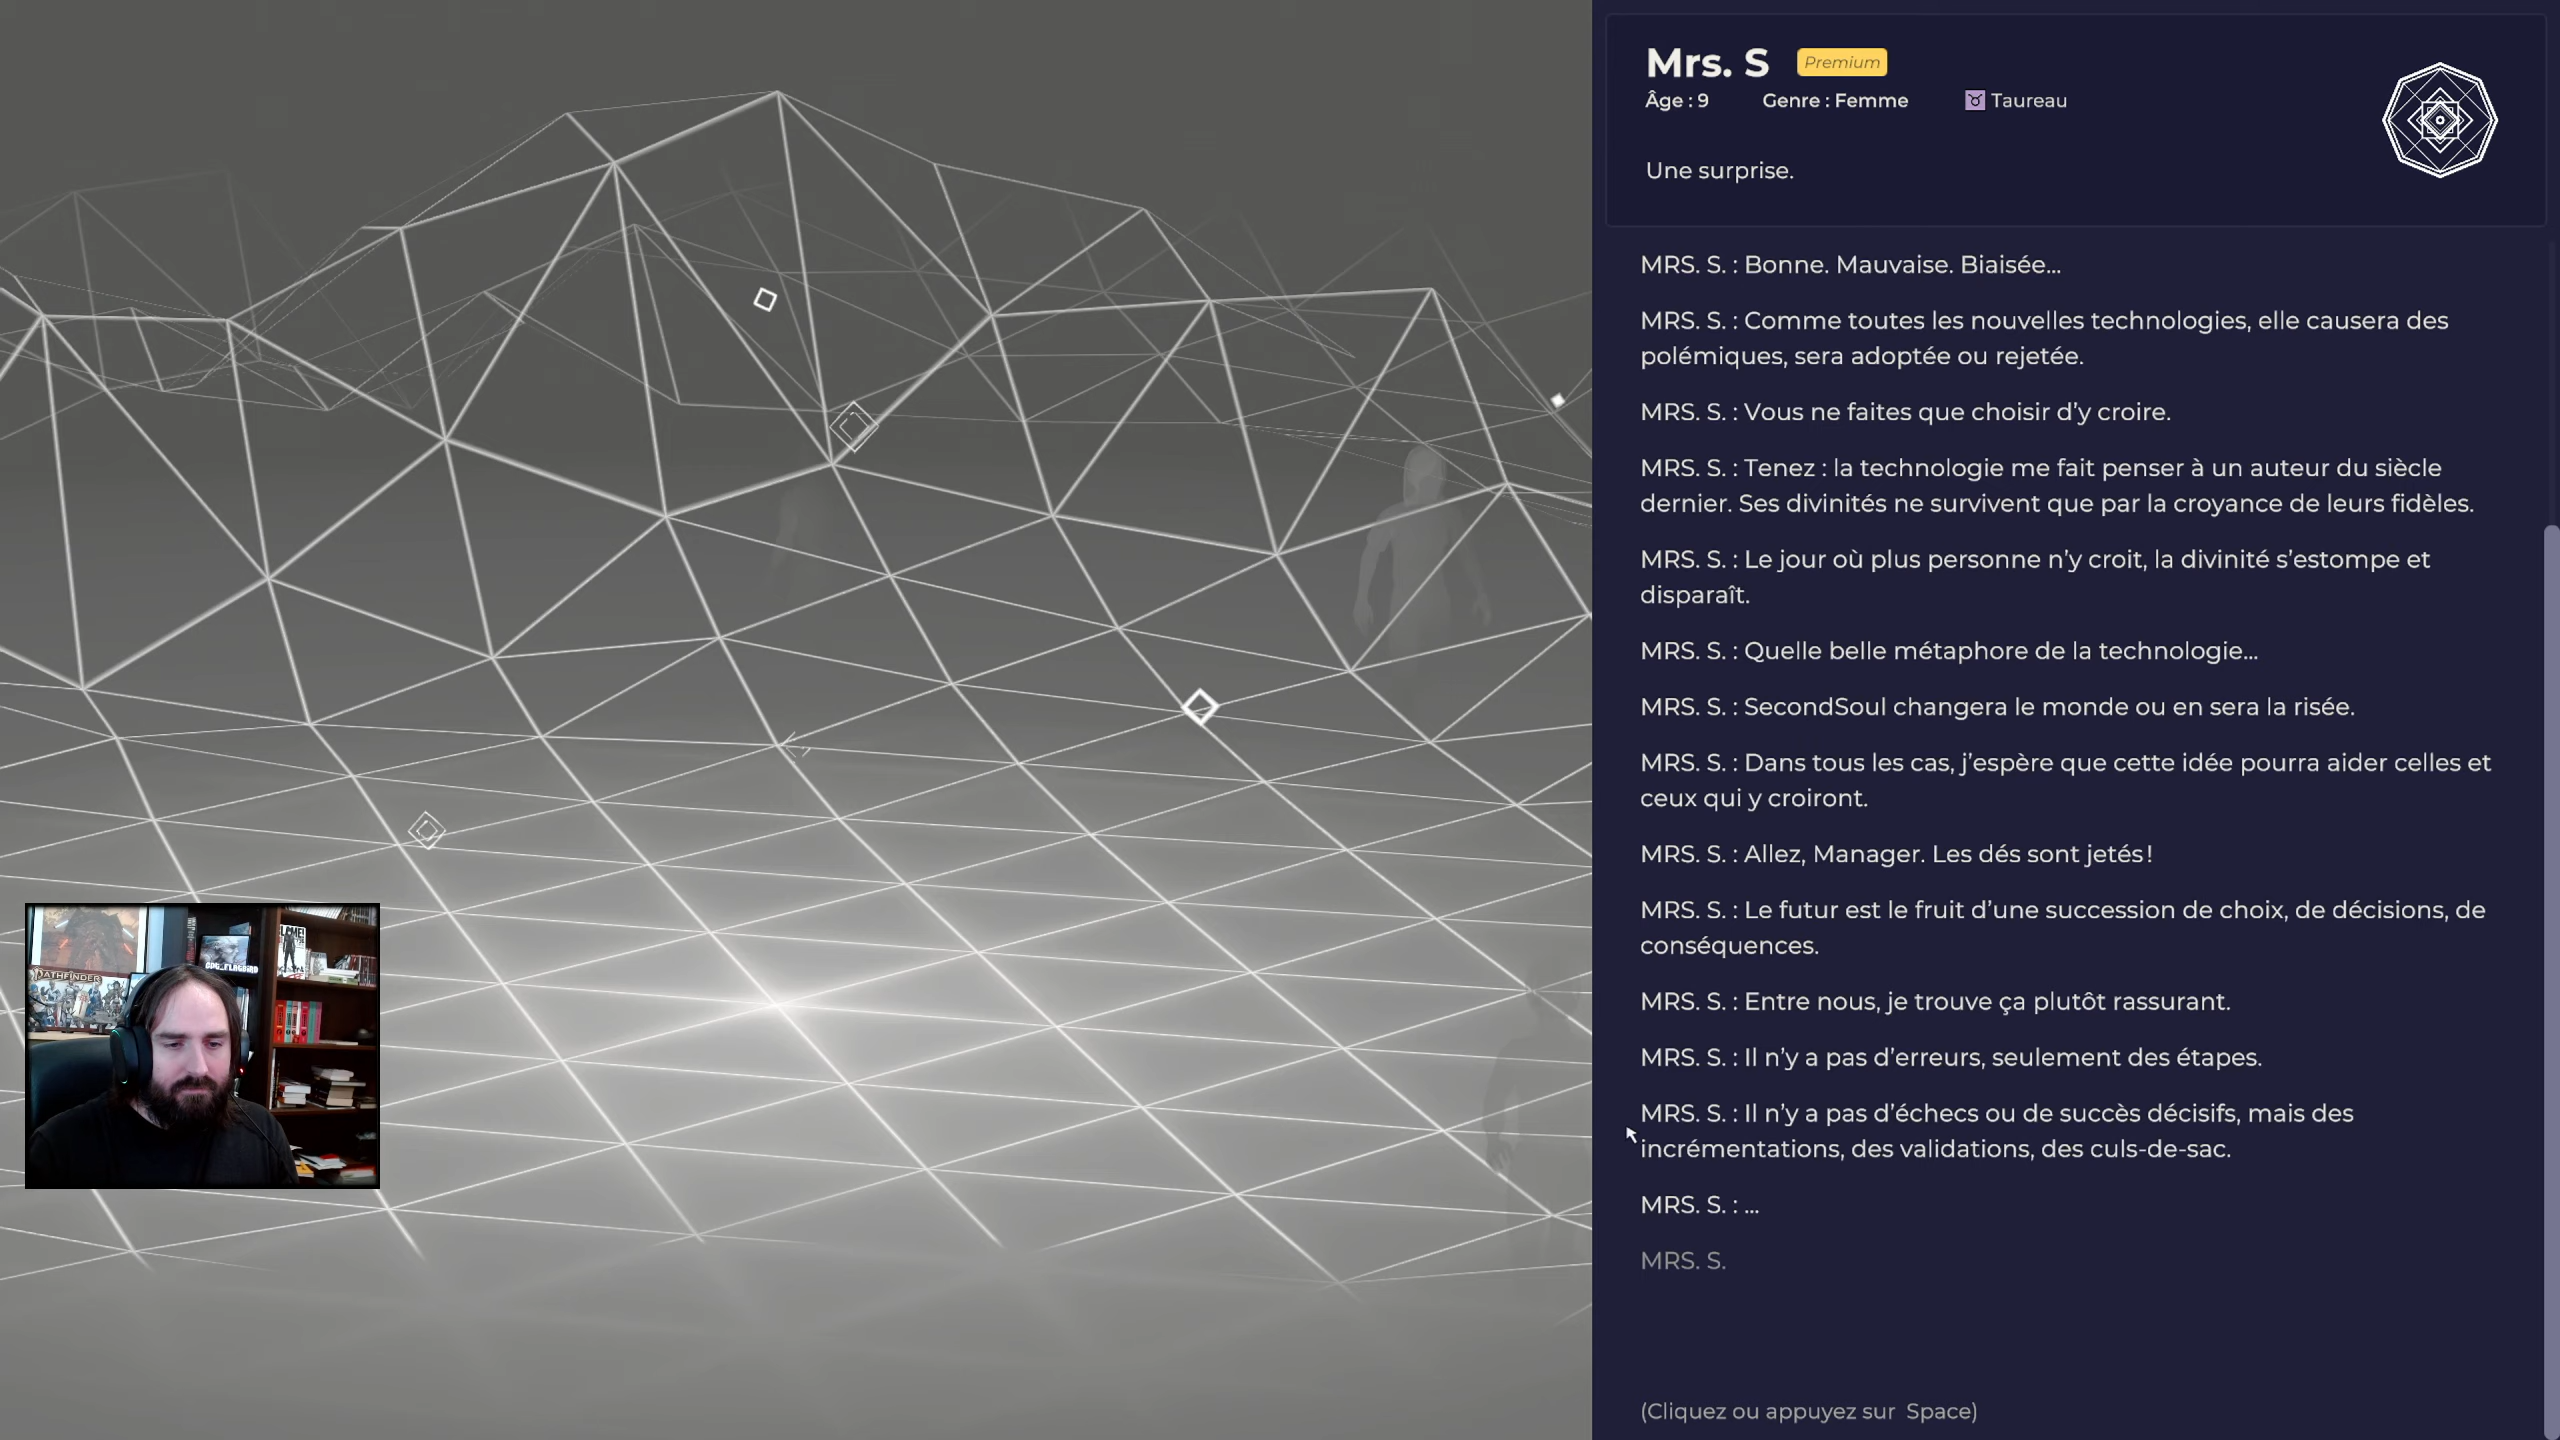 Mrs. S Premium
Âge : 9 Genre : Femme Taureau
Une surprise.
MRS. S. : Bonne. Mauvaise. Biaisée...
MRS. S. : Comme toutes les nouvelles technologies, elle causera des
polémiques, sera adoptée ou rejetée.
MRS. S. : Vous ne faites que choisir d’y croire.
MRS. S. : Tenez : la technologie me fait penser à un auteur du siècle
dernier. Ses divinités ne survivent que par la croyance de leurs fidèles.
MRS. S. : Le jour où plus personne n’y croit, la divinité s’estompe et
disparaît.
MRS. S. : Quelle belle métaphore de la technologie...
MRS. S. : SecondSoul changera le monde ou en sera la risée.
MRS. S. : Dans tous les cas, j’espère que cette idée pourra aider celles et
ceux qui y croiront.
MRS. S. : Allez, Manager. Les dés sont jetés !
MRS. S. : Le futur est le fruit d’une succession de choix, de décisions, de
conséquences.
MRS. S. : Entre nous, je trouve ça plutôt rassurant.
MRS. S. : Il n’y a pas d’erreurs, seulement des étapes.
MRS. S. : Il n’y a pas d’échecs ou de succès décisifs, mais des
incrémentations, des validations, des culs-de-sac.
MRS. S. : ...
MRS. S.
(Cliquez ou appuyez sur Space)
PATHFINDER